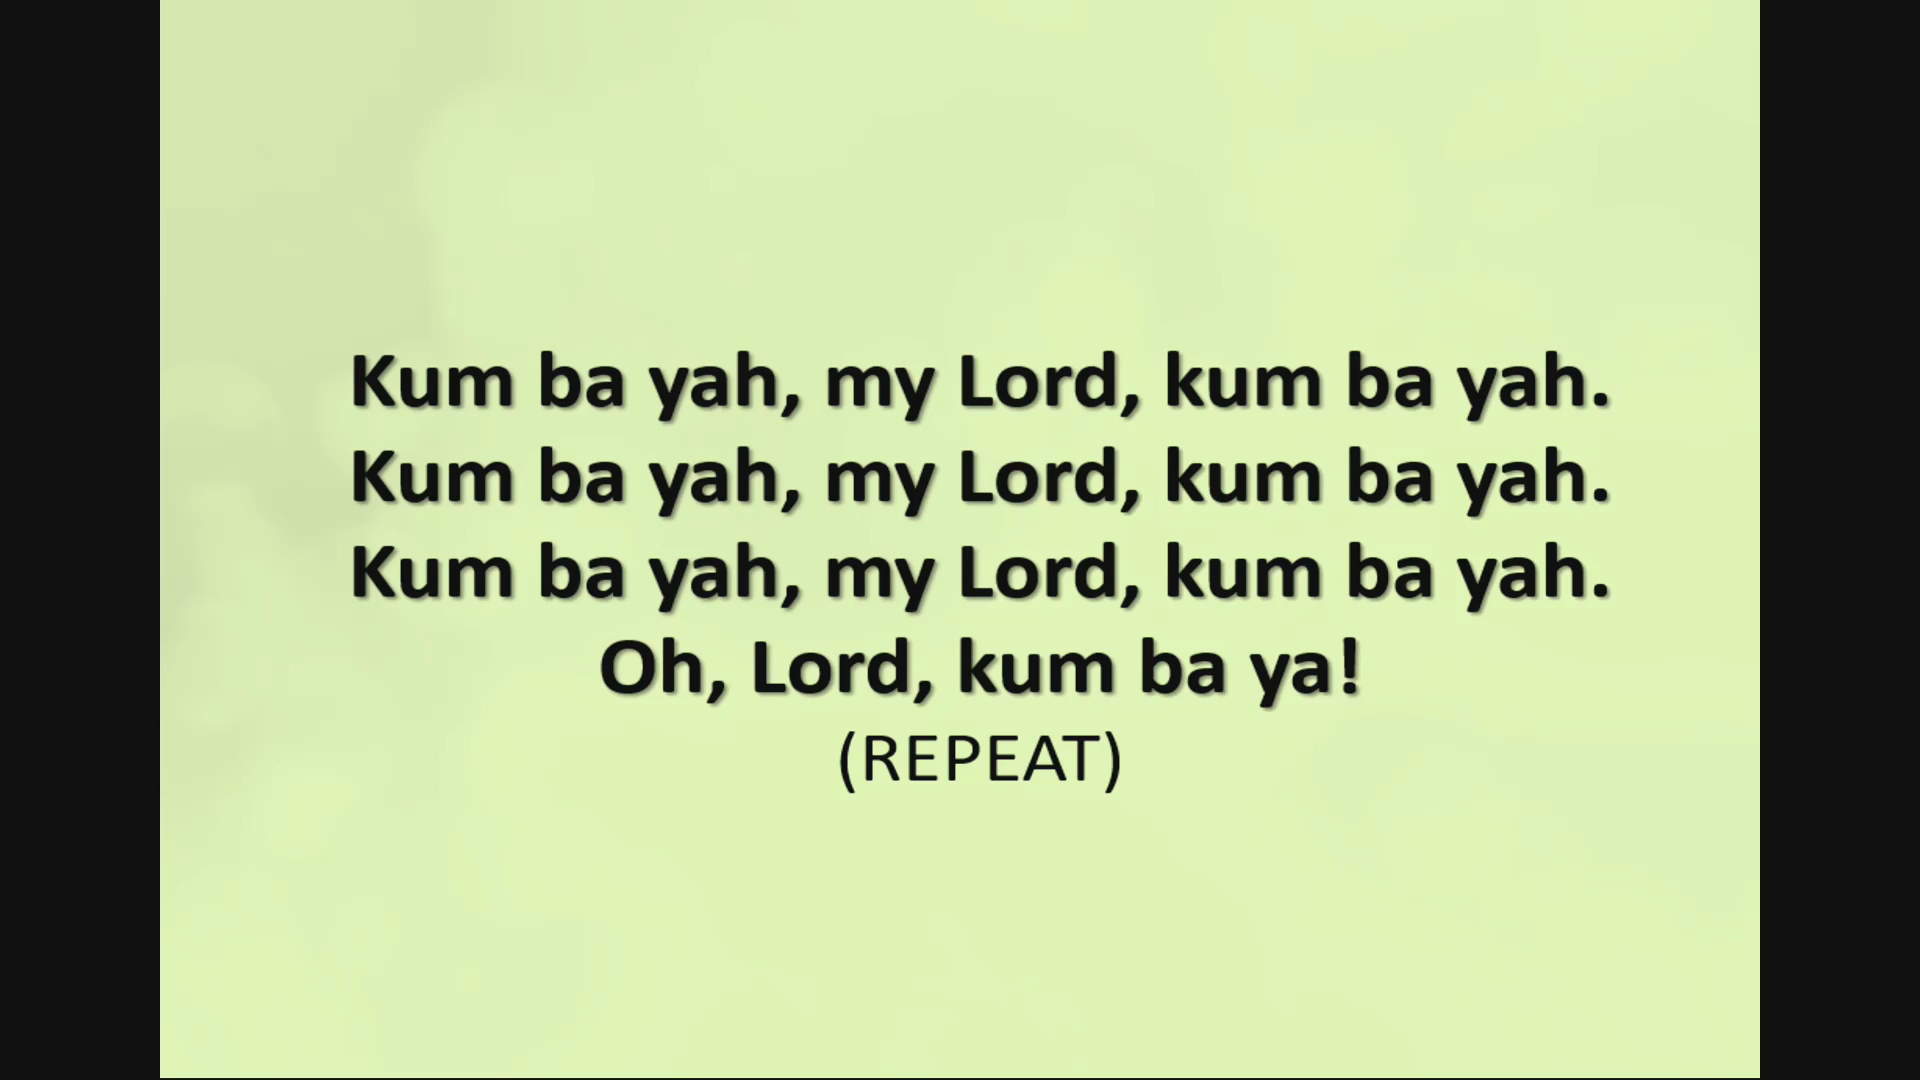 Kum ba yah, my Lord, kum ba yah.
Kum ba yah, my Lord, kum ba yah.
Kum ba yah, my Lord, kum ba yah.
Oh, Lord, kum ba ya!
(REPEAT)